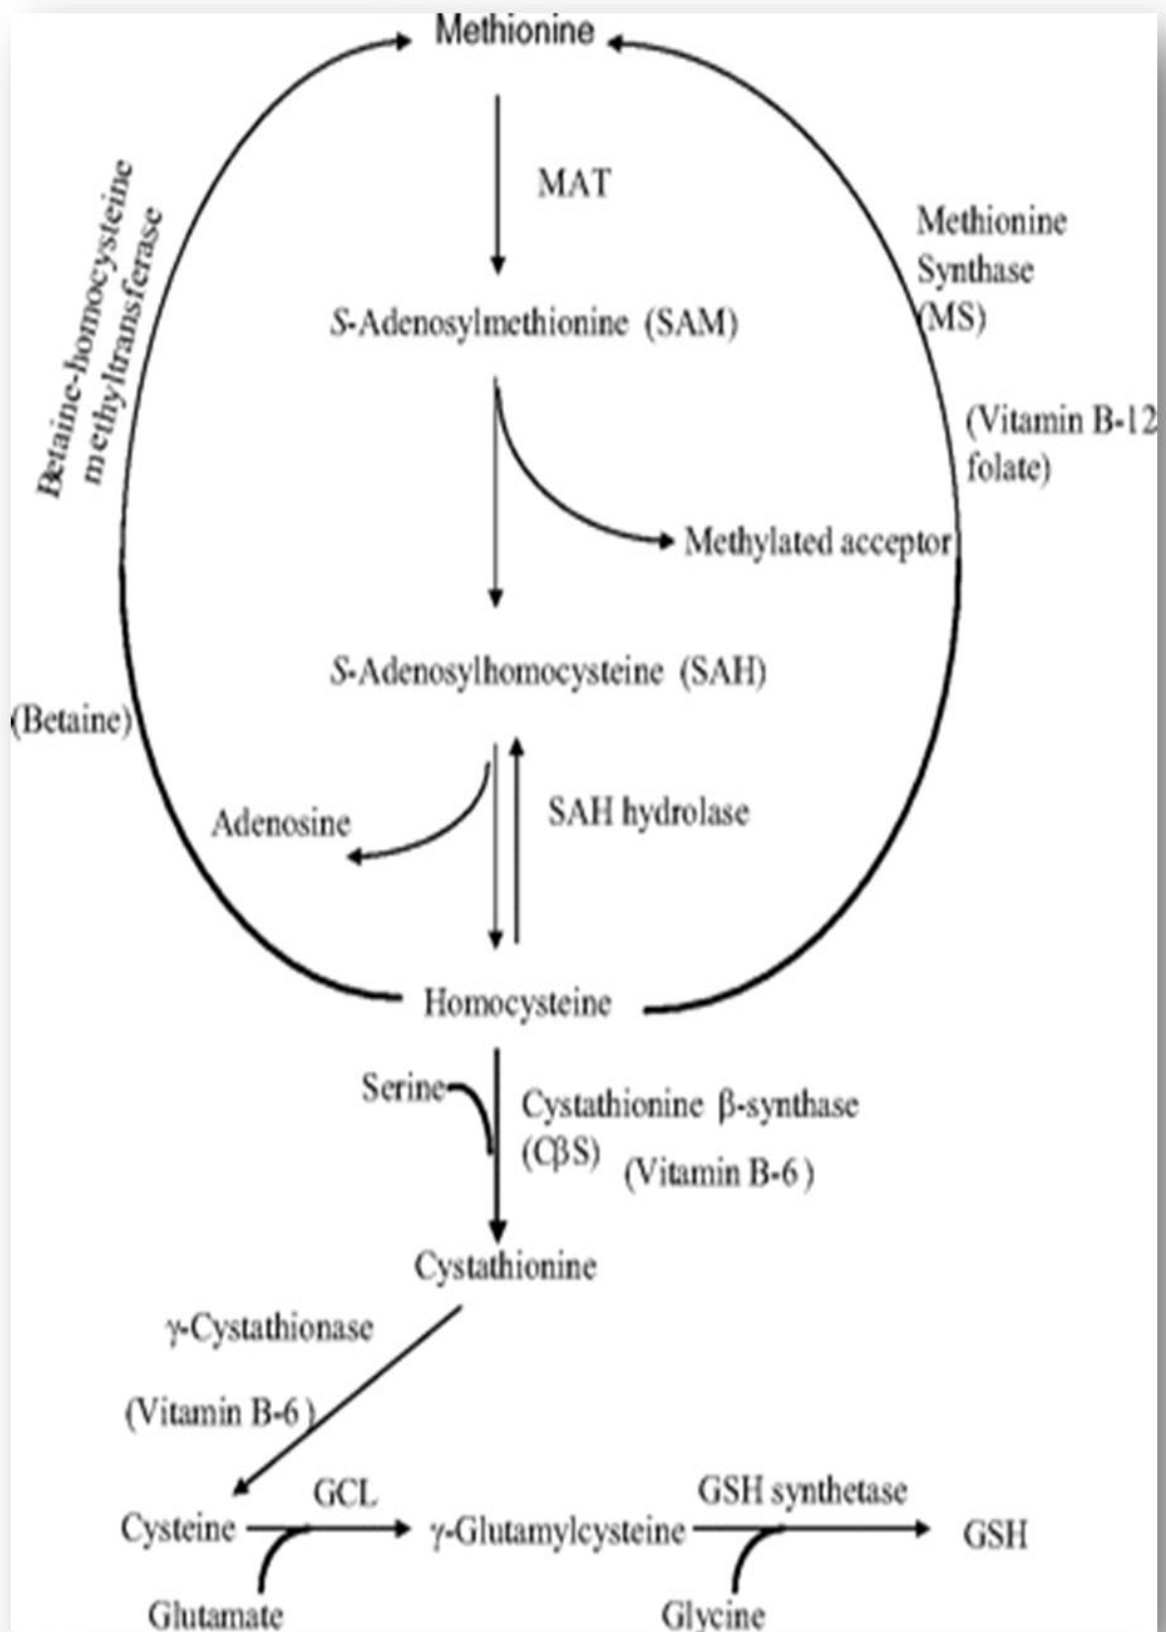 Methionine
MAT
Betaine-homocysteine
methyltransferase
Methionine
Synthase
(MS)
S-Adenosylmethionine (SAM)
(Vitamin B-12
folate)
Methylated acceptor
S-Adenosylhomocysteine (SAH)
(Betaine)
Adenosine
SAH hydrolase
Homocysteine
Serine
Cystathionine β-synthase
(CβS)
(Vitamin B-6)
Cystathionine
γ-Cystathionase
(Vitamin B-6)
GCL
GSH synthetase
Cysteine
γ-Glutamylcysteine
GSH
Glutamate
Glycine